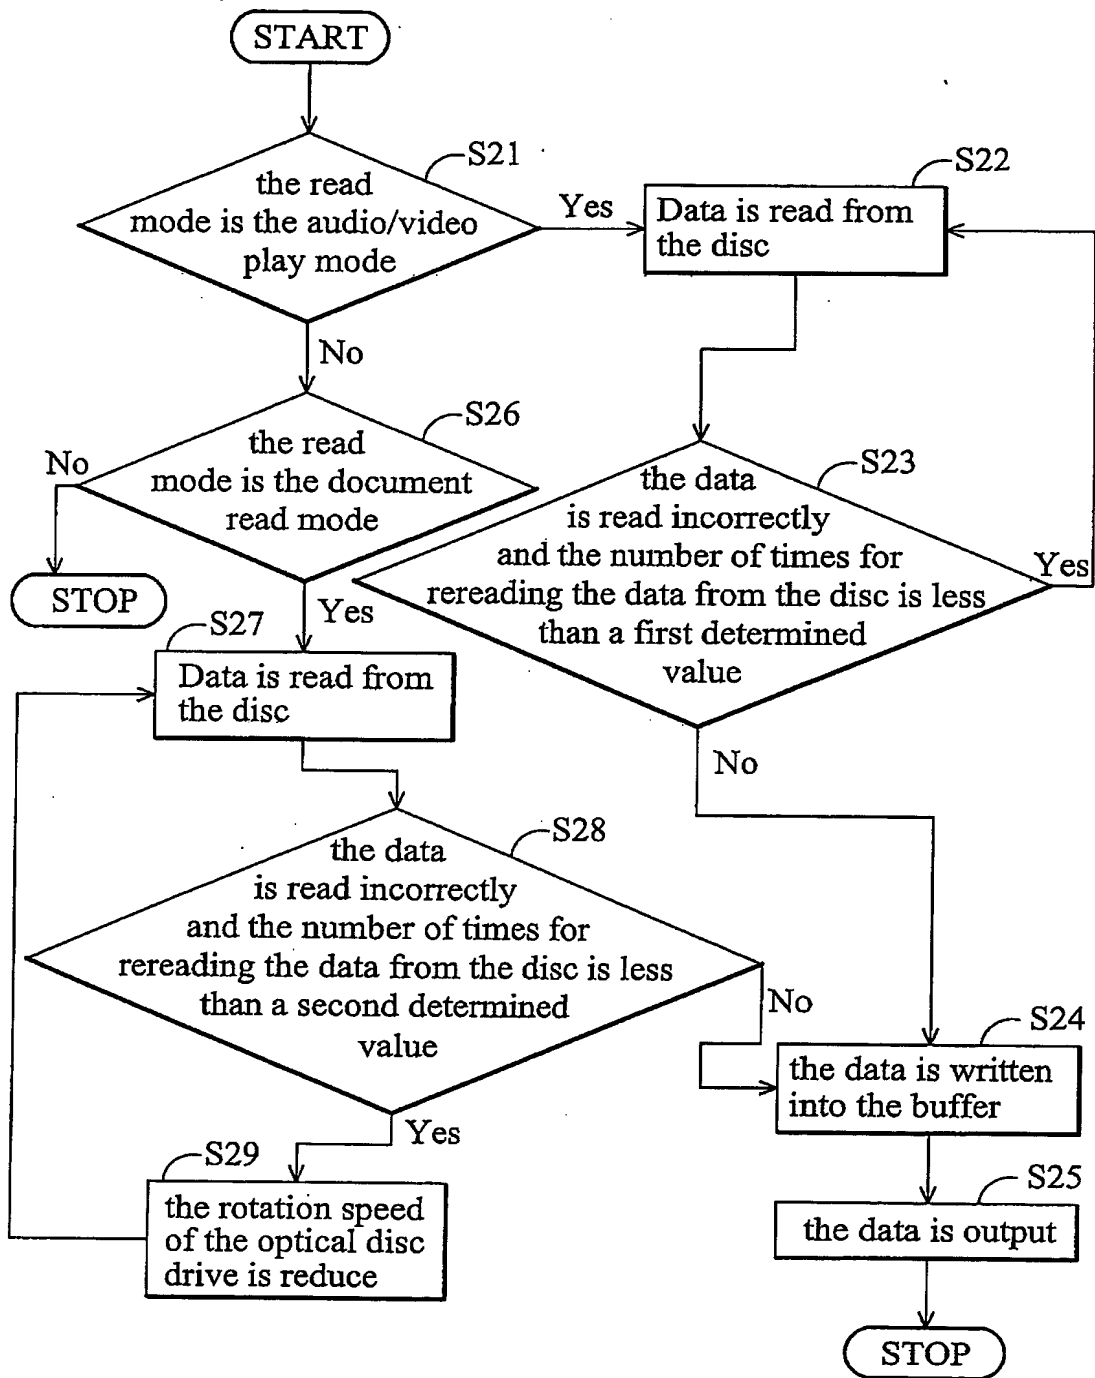 START
S21
the read
mode is the audio/video
play mode
Yes
S22
Data is read from
the disc
No
S26
the read
mode is the document
read mode
No
STOP
Yes
S23
the data
is read incorrectly
and the number of times for
rereading the data from the disc is less
than a first determined
value
Yes
No
S27
Data is read from
the disc
S28
the data
is read incorrectly
and the number of times for
rereading the data from the disc is less
than a second determined
value
No
Yes
S29
the rotation speed
of the optical disc
drive is reduce
S24
the data is written
into the buffer
S25
the data is output
STOP